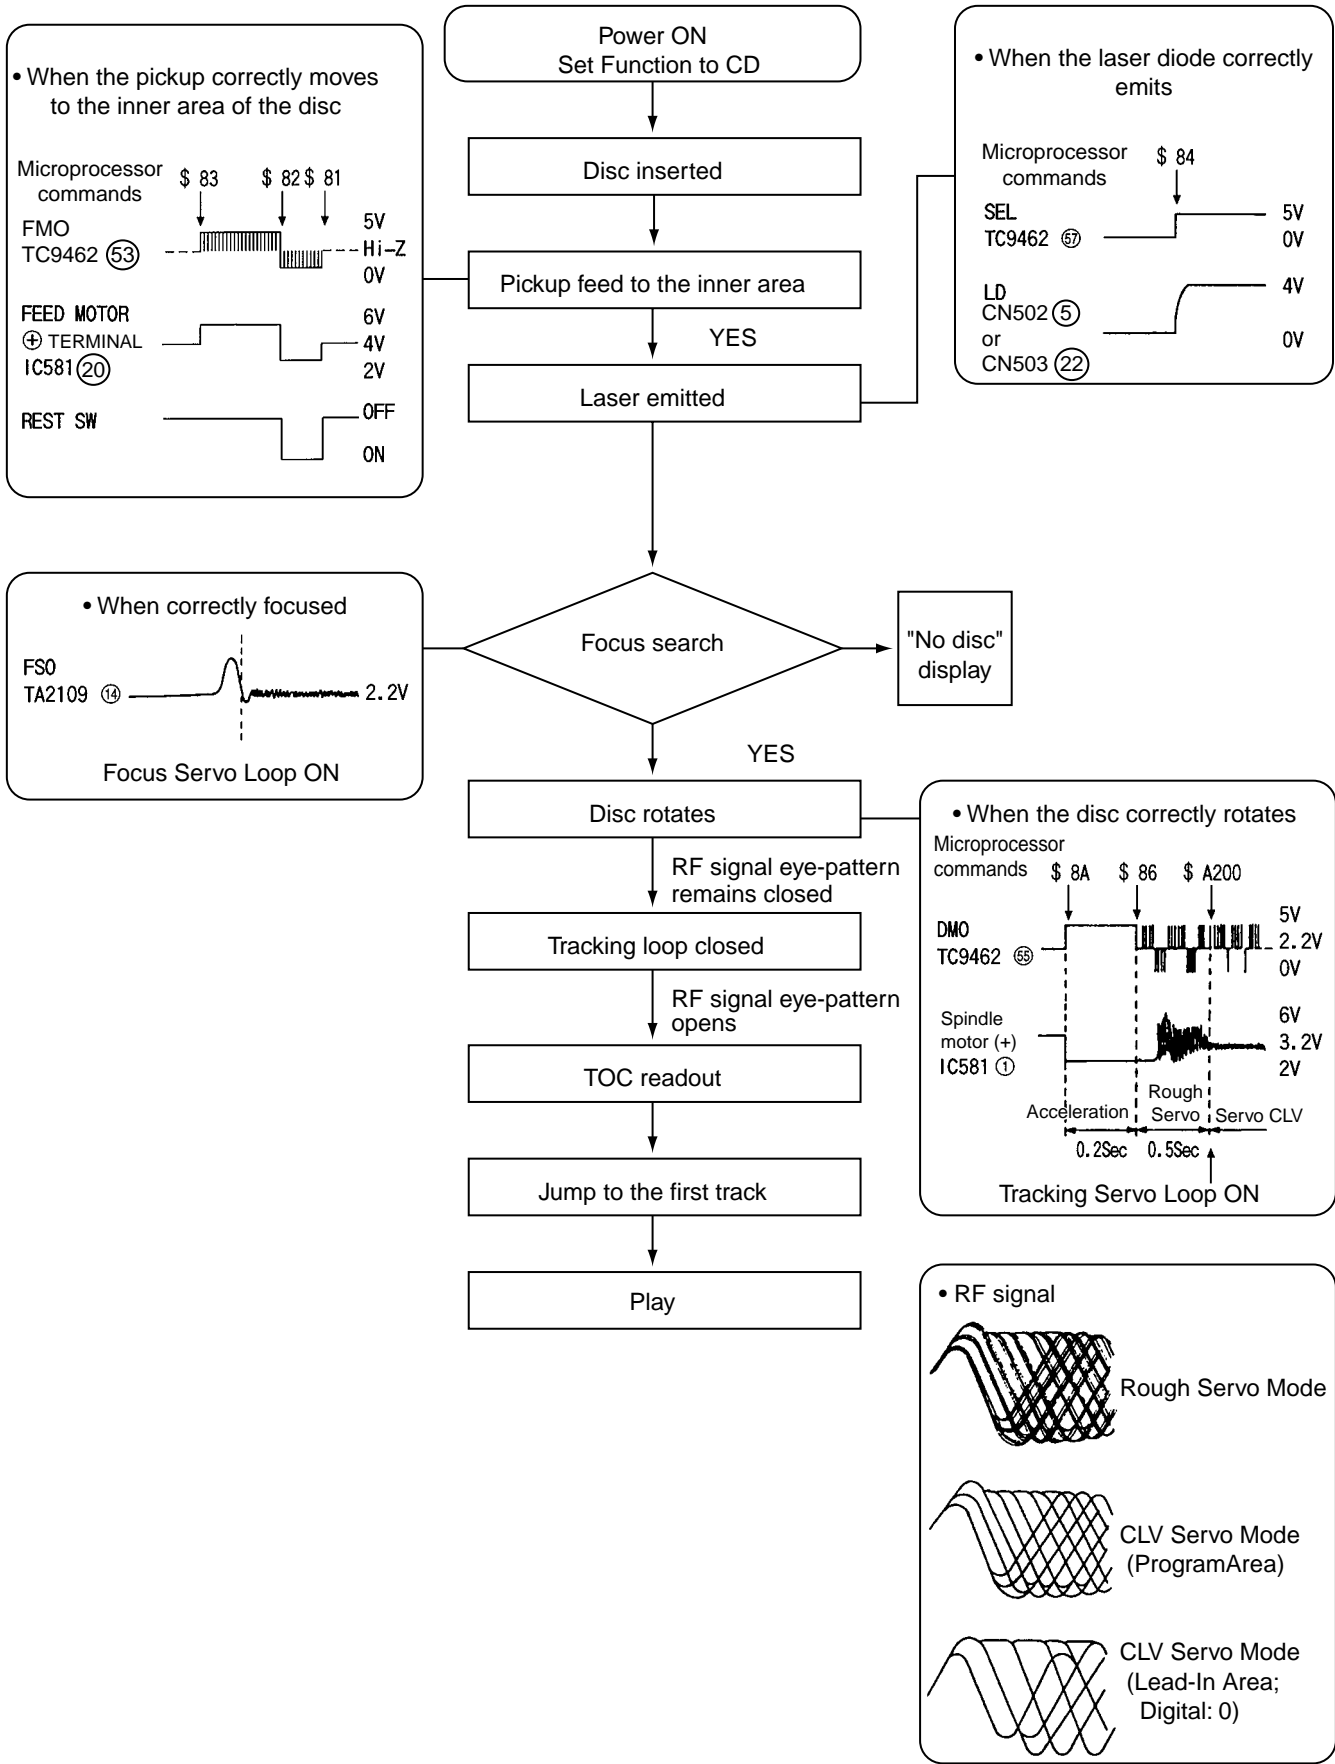 Power ON
Set Function to CD
Disc inserted
Pickup feed to the inner area
YES
Laser emitted
Focus search
"No disc"
display
YES
Disc rotates
RF signal eye-pattern
remains closed
Tracking loop closed
RF signal eye-pattern
opens
TOC readout
Jump to the first track
Play
• When the pickup correctly moves
to the inner area of the disc
Microprocessor
commands
$ 83 $ 82 $ 81
FMO
TC9462 53
5V
Hi-Z
0V
FEED MOTOR
⊕ TERMINAL
IC581 20
6V
4V
2V
REST SW
OFF
ON
• When the laser diode correctly
emits
Microprocessor
commands
$ 84
SEL
TC9462 57
5V
0V
LD
CN502 5
or
CN503 22
4V
0V
• When correctly focused
FSO
TA2109 14
2.2V
Focus Servo Loop ON
• When the disc correctly rotates
Microprocessor
commands
$ 8A $ 86 $ A200
DMO
TC9462 55
5V
2.2V
0V
Spindle
motor (+)
IC581 1
6V
3.2V
2V
Acceleration
Rough
Servo
Servo CLV
0.2Sec 0.5Sec
Tracking Servo Loop ON
• RF signal
Rough Servo Mode
CLV Servo Mode
(ProgramArea)
CLV Servo Mode
(Lead-In Area;
Digital: 0)